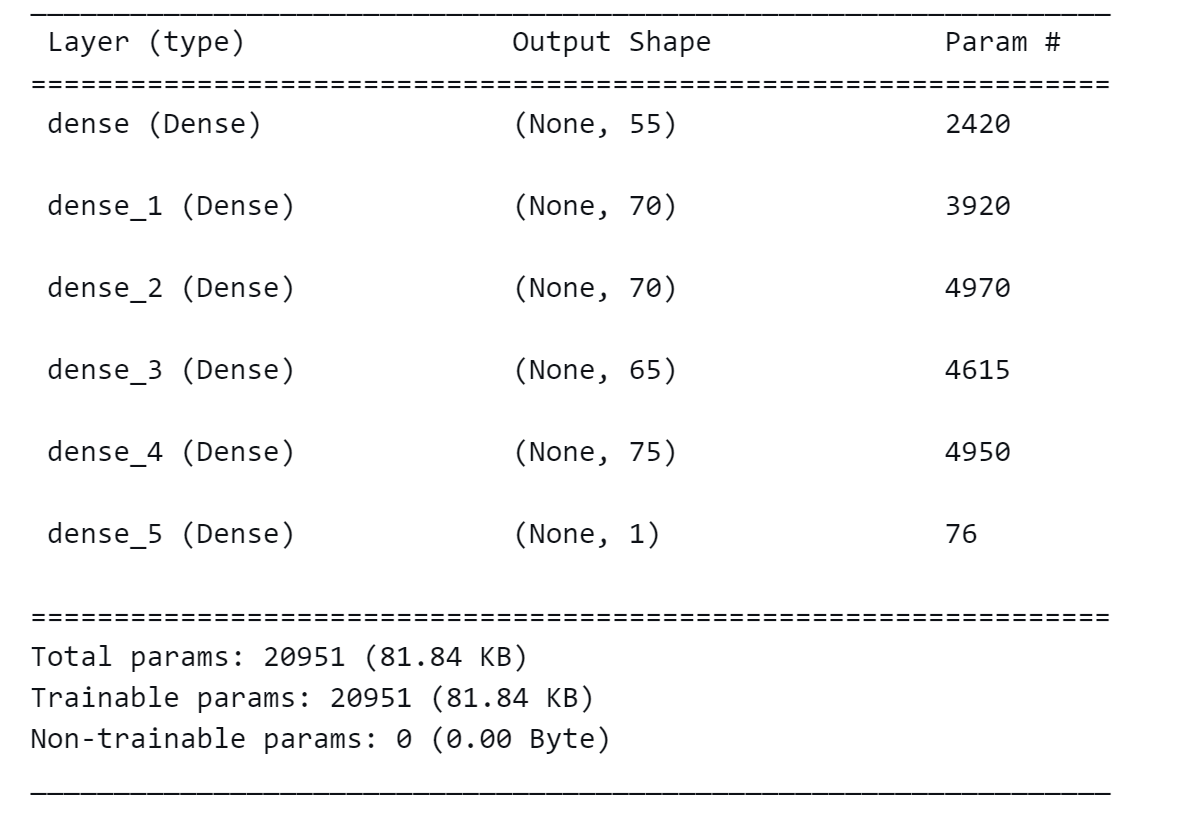 Layer (type) Output Shape Param #
=================================================================
dense (Dense) (None, 55) 2420
dense_1 (Dense) (None, 70) 3920
dense_2 (Dense) (None, 70) 4970
dense_3 (Dense) (None, 65) 4615
dense_4 (Dense) (None, 75) 4950
dense_5 (Dense) (None, 1) 76
=================================================================
Total params: 20951 (81.84 KB)
Trainable params: 20951 (81.84 KB)
Non-trainable params: 0 (0.00 Byte)